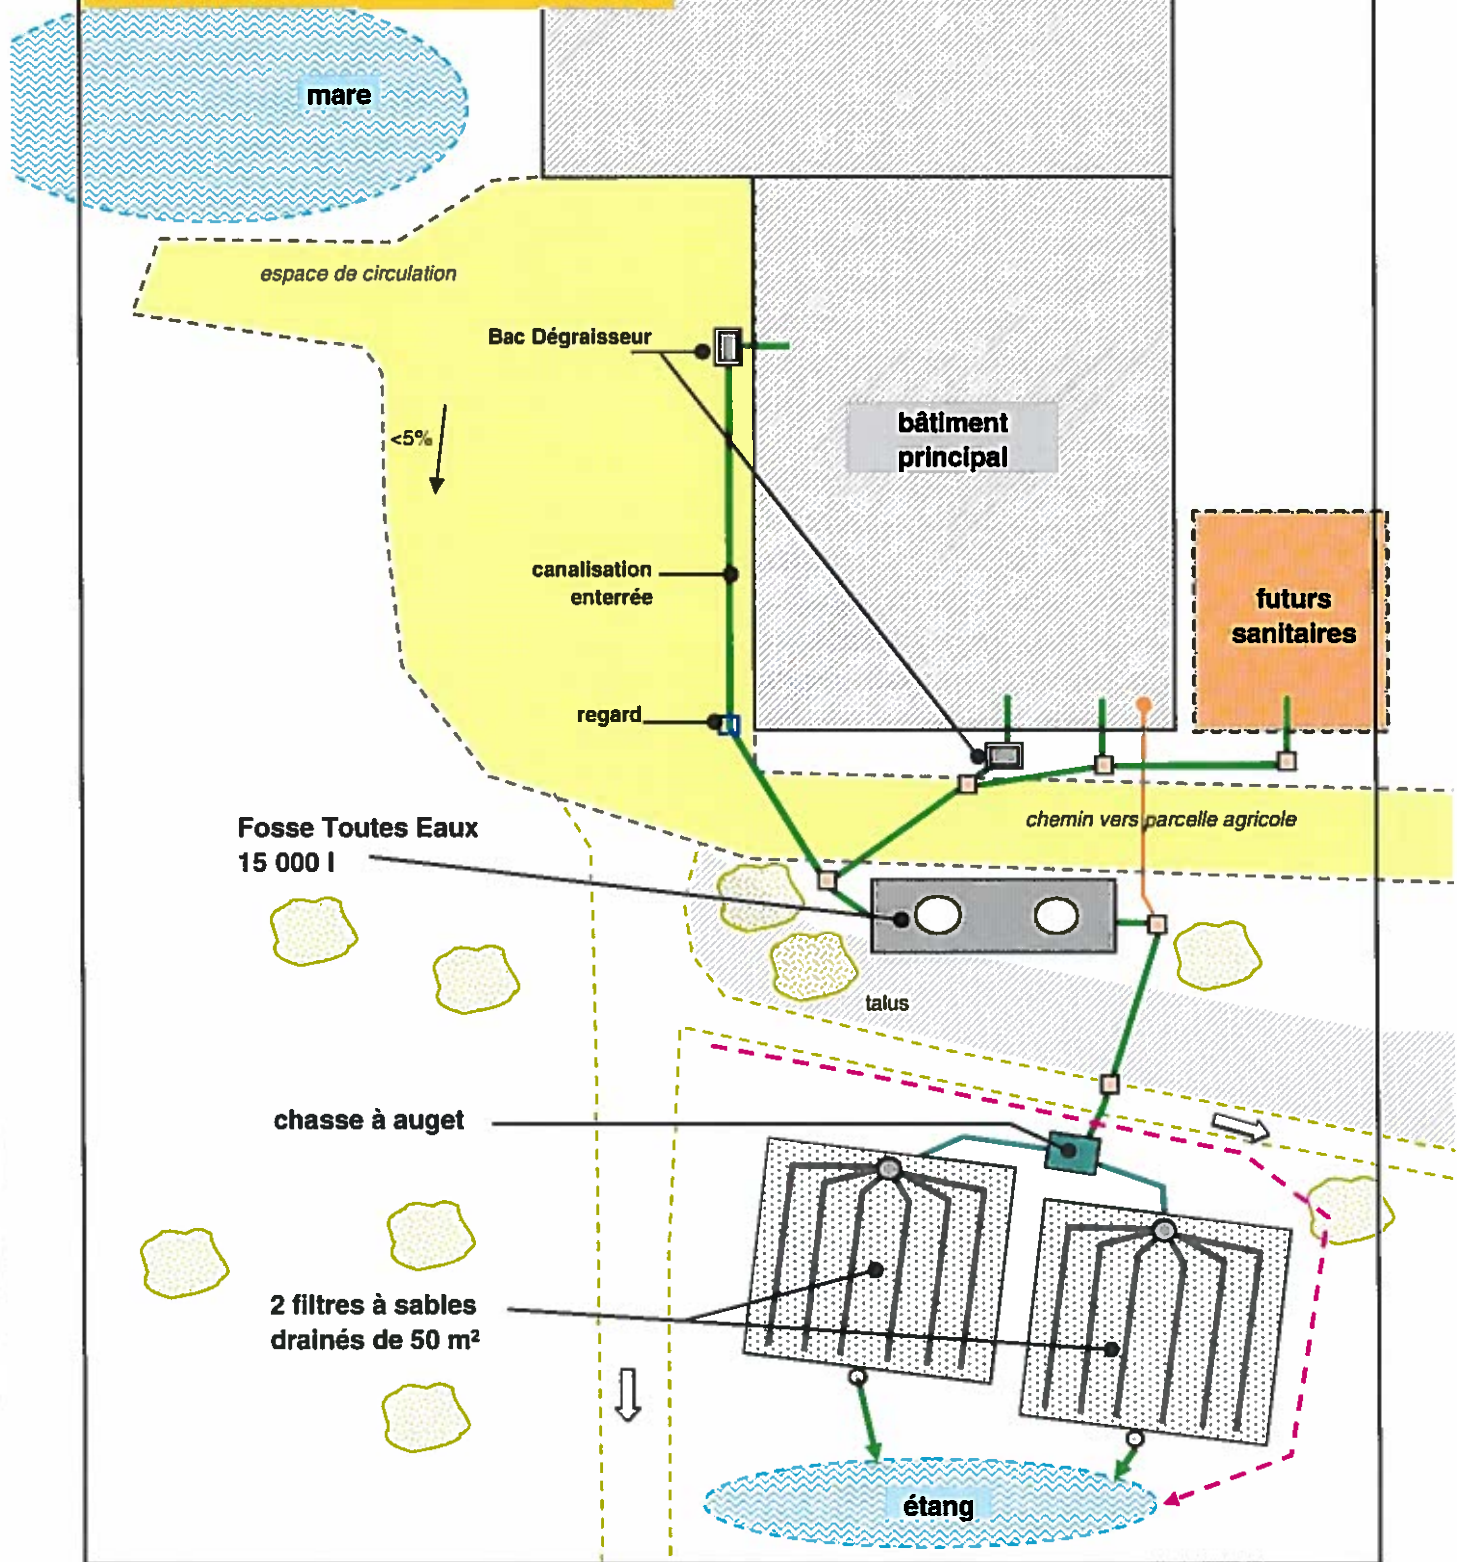 mare
espace de circulation
Bac Dégraisseur
<5%
bâtiment
principal
canalisation
enterrée
futurs
sanitaires
regard
chemin vers parcelle agricole
Fosse Toutes Eaux
15 000 l
talus
chasse à auget
2 filtres à sables
drainés de 50 m²
étang